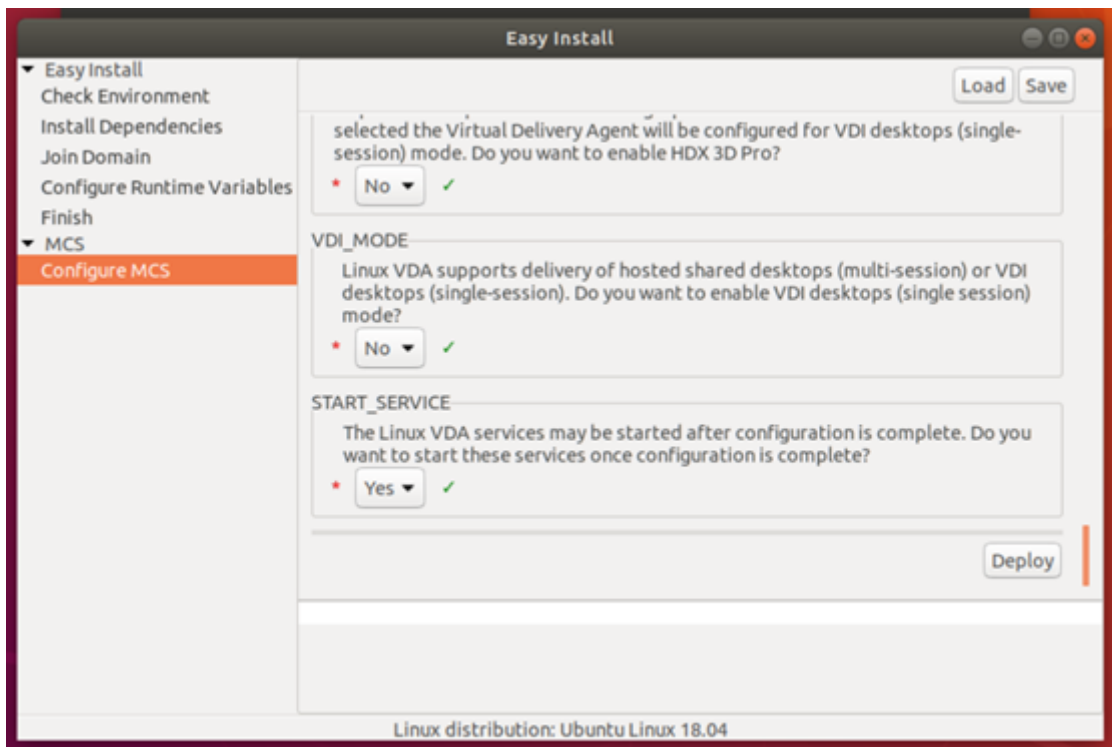 Easy Install
Easy Install
Check Environment
Install Dependencies
Join Domain
Configure Runtime Variables
Finish
MCS
Configure MCS
Load Save
selected the Virtual Delivery Agent will be configured for VDI desktops (single-
session) mode. Do you want to enable HDX 3D Pro?
* No ✓
VDI_MODE
Linux VDA supports delivery of hosted shared desktops (multi-session) or VDI
desktops (single-session). Do you want to enable VDI desktops (single session)
mode?
* No ✓
START_SERVICE
The Linux VDA services may be started after configuration is complete. Do you
want to start these services once configuration is complete?
* Yes ✓
Deploy
Linux distribution: Ubuntu Linux 18.04